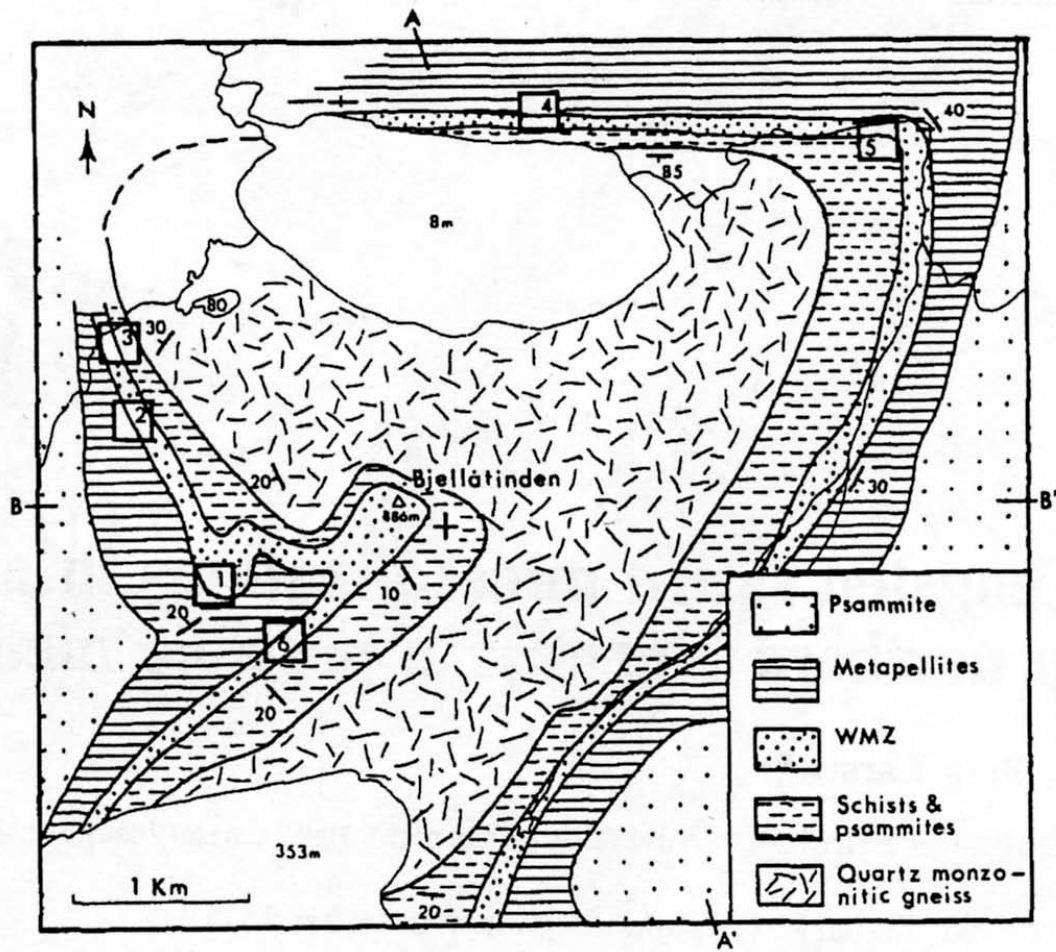 A
N
4
40
5
85
8m
80
3
30
2
20
Bjellåtinden
886m
B
B'
30
1
10
20
6
20
353m
20
1 Km
A'
Psammite
Metapellites
WMZ
Schists &
psammites
Quartz monzo-
nitic gneiss